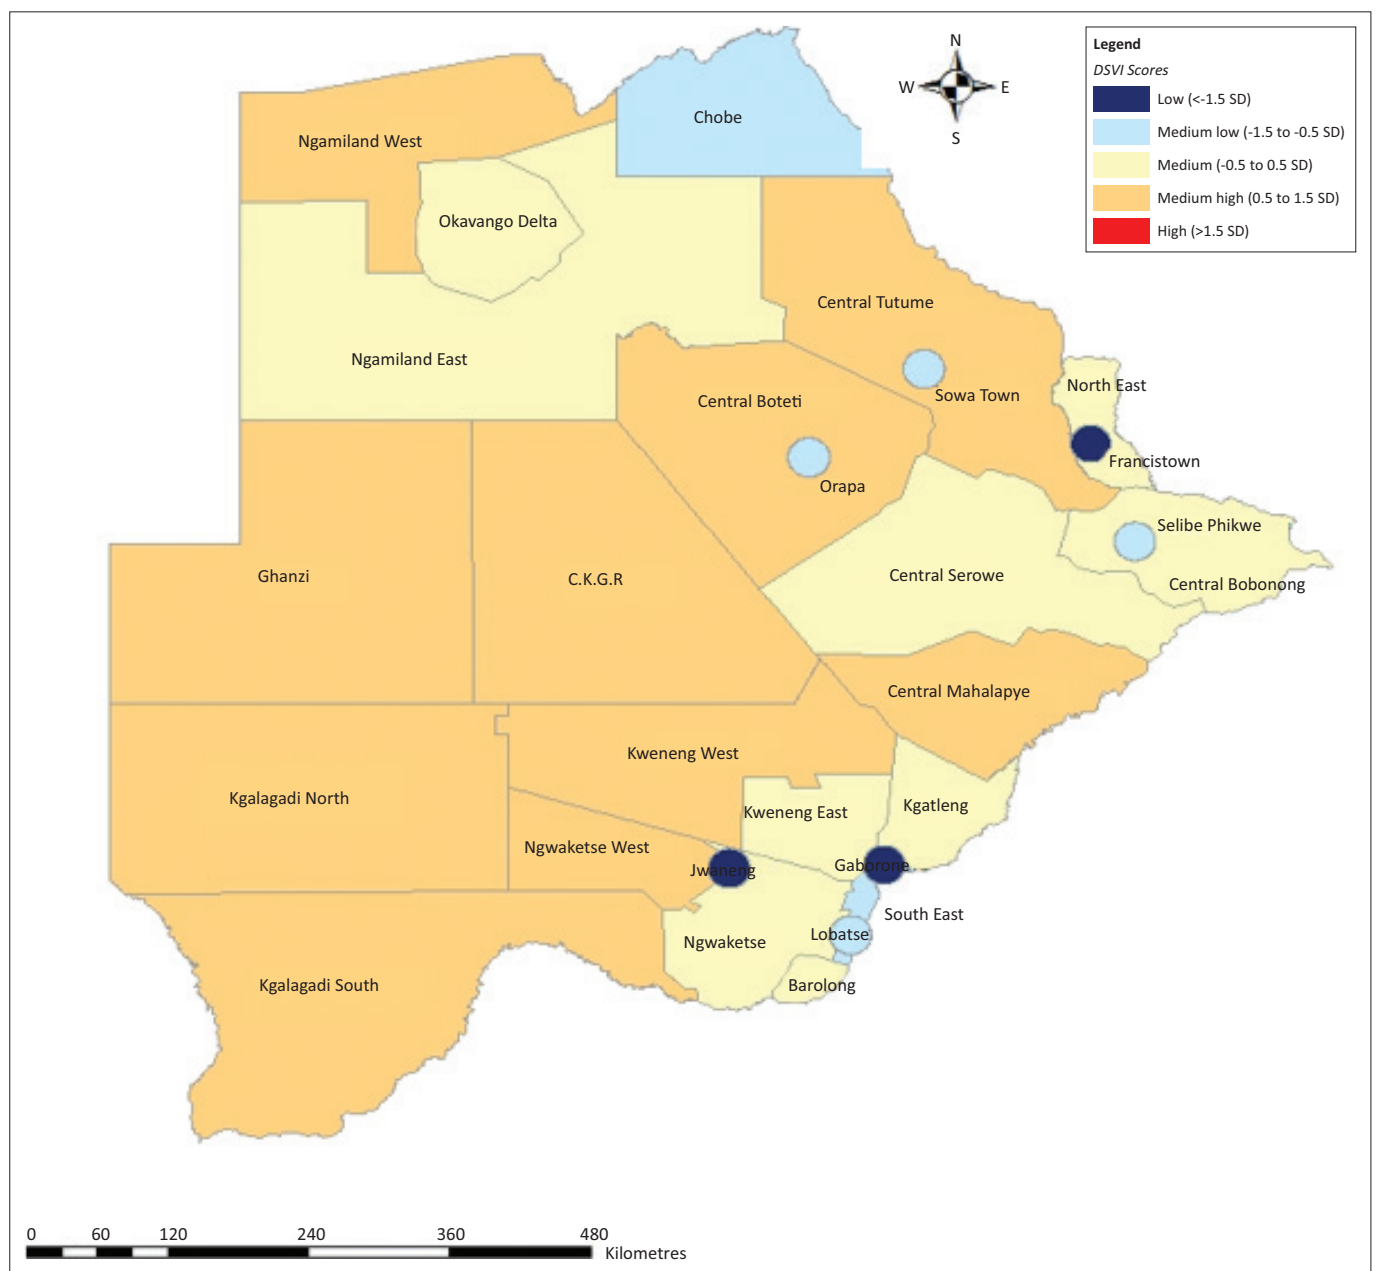 N
W
E
S
Legend
DSVI Scores
Low (<-1.5 SD)
Medium low (-1.5 to -0.5 SD)
Medium (-0.5 to 0.5 SD)
Medium high (0.5 to 1.5 SD)
High (>1.5 SD)
Chobe
Ngamiland West
Okavango Delta
Central Tutume
Ngamiland East
North East
Sowa Town
Central Boteti
Francistown
Orapa
Selibe Phikwe
Ghanzi
C.K.G.R
Central Serowe
Central Bobonong
Central Mahalapye
Kweneng West
Kgalagadi North
Kweneng East
Kgatleng
Ngwaketse West
Jwaneng
Gaborone
South East
Ngwaketse
Lobatse
Kgalagadi South
Barolong
0 60 120 240 360 480
Kilometres